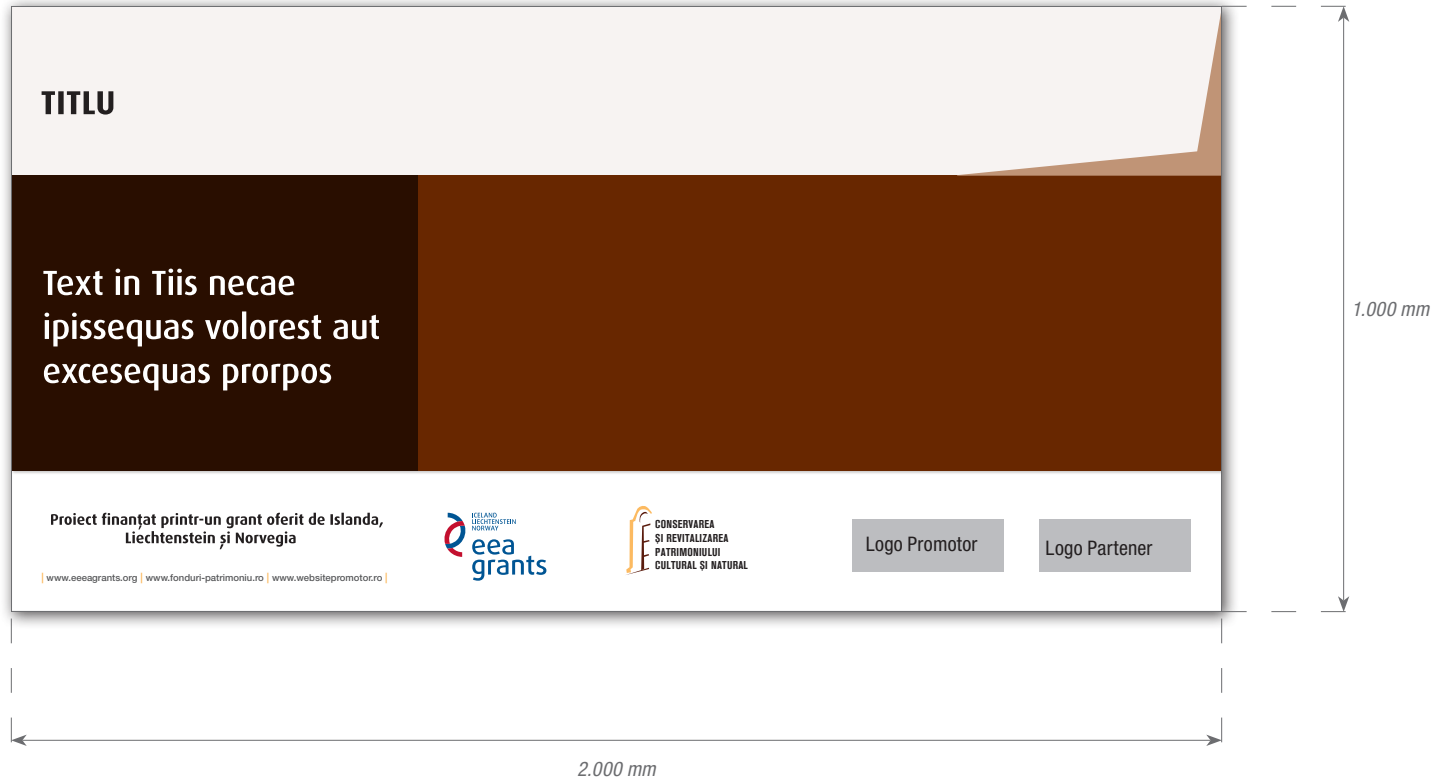 TITLU
1.000 mm
Text in Tiis necae
ipissequas volorest aut
excesequas prorpos
Proiect finanțat printr-un grant oferit de Islanda,
Liechtenstein și Norvegia
| www.eeeagrants.org | www.fonduri-patrimoniu.ro | www.websitepromotor.ro |
ICELAND
LIECHTENSTEIN
NORWAY
eea
grants
CONSERVAREA
ȘI REVITALIZAREA
PATRIMONIULUI
CULTURAL ȘI NATURAL
Logo Promotor
Logo Partener
2.000 mm